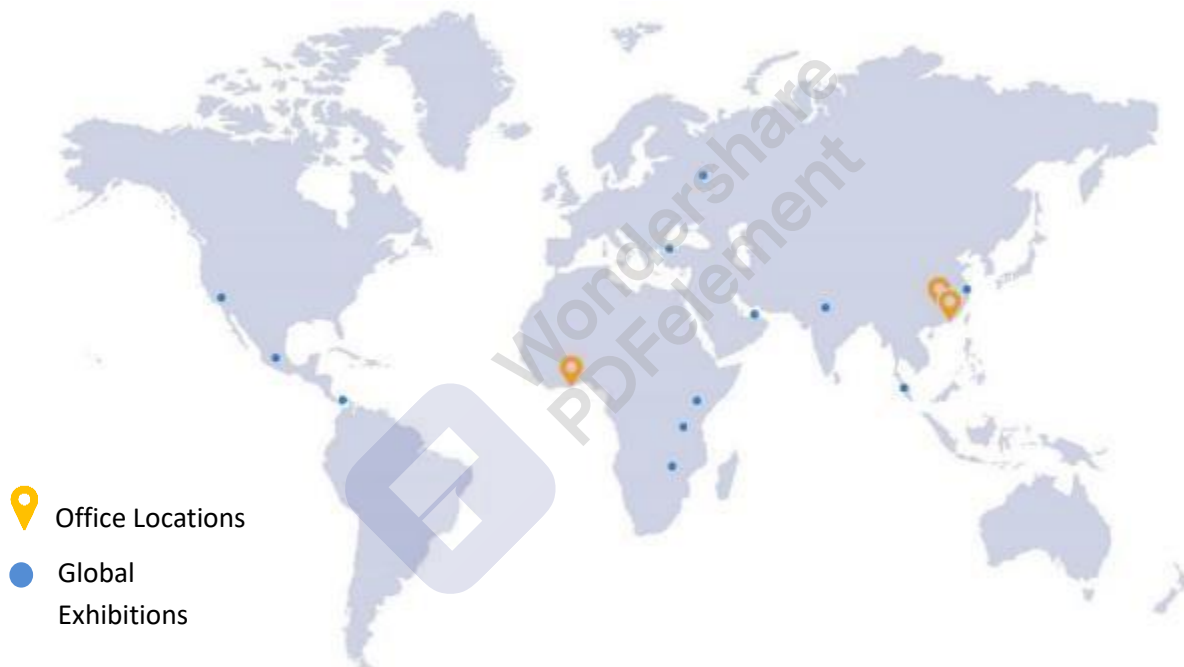 Wondershare
PDFelement
Office Locations
Global
Exhibitions